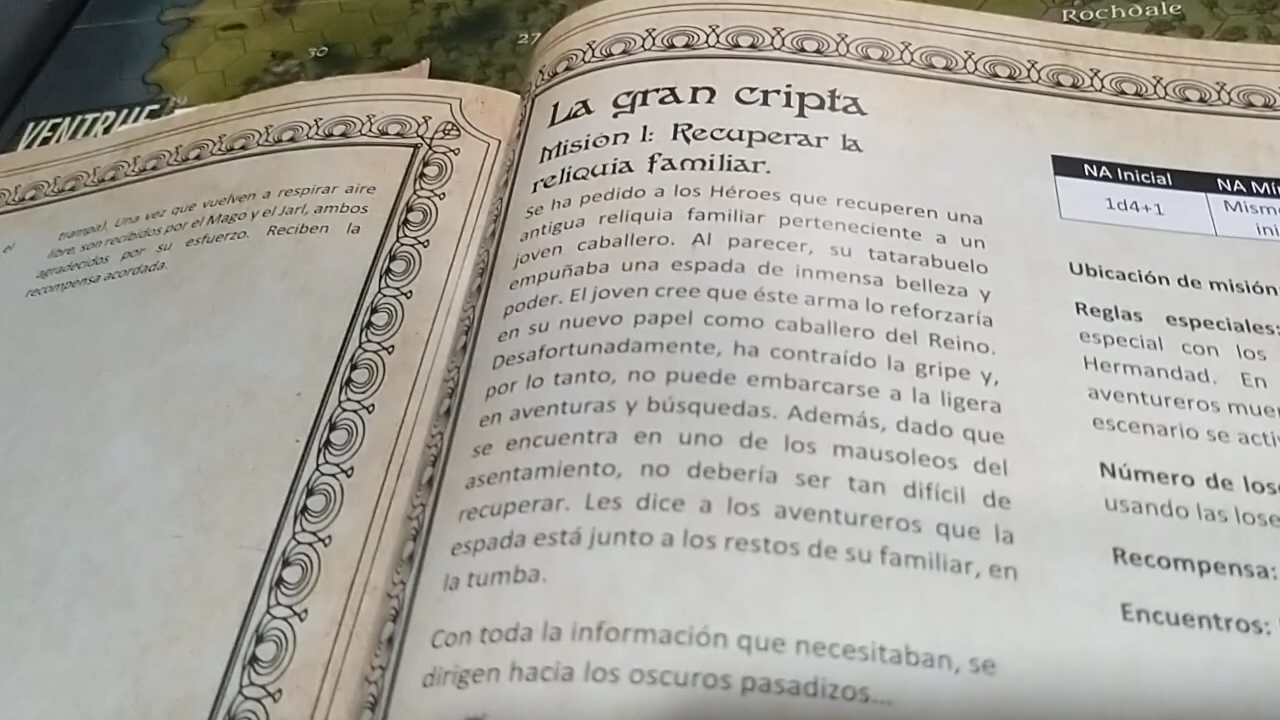 Rochdale
27
30
VENTRUE
el
trampa). Una vez que vuelven a respirar aire
libre, son recibidos por el Mago y el Jarl, ambos
agradecidos por su esfuerzo. Reciben la
recompensa acordada.
La gran cripta
Misión 1: Recuperar la
reliquia familiar.
Se ha pedido a los Héroes que recuperen una
antigua reliquia familiar perteneciente a un
joven caballero. Al parecer, su tatarabuelo
empuñaba una espada de inmensa belleza y
poder. El joven cree que éste arma lo reforzaría
en su nuevo papel como caballero del Reino.
Desafortunadamente, ha contraído la gripe y,
por lo tanto, no puede embarcarse a la ligera
en aventuras y búsquedas. Además, dado que
se encuentra en uno de los mausoleos del
asentamiento, no debería ser tan difícil de
recuperar. Les dice a los aventureros que la
espada está junto a los restos de su familiar, en
la tumba.
Con toda la información que necesitaban, se
dirigen hacia los oscuros pasadizos...
NA Inicial
NA Mí
1d4+1
Mism
ini
Ubicación de misión
Reglas especiales:
especial con los
Hermandad. En
aventureros muer
escenario se acti
Número de lose
usando las lose
Recompensa:
Encuentros: